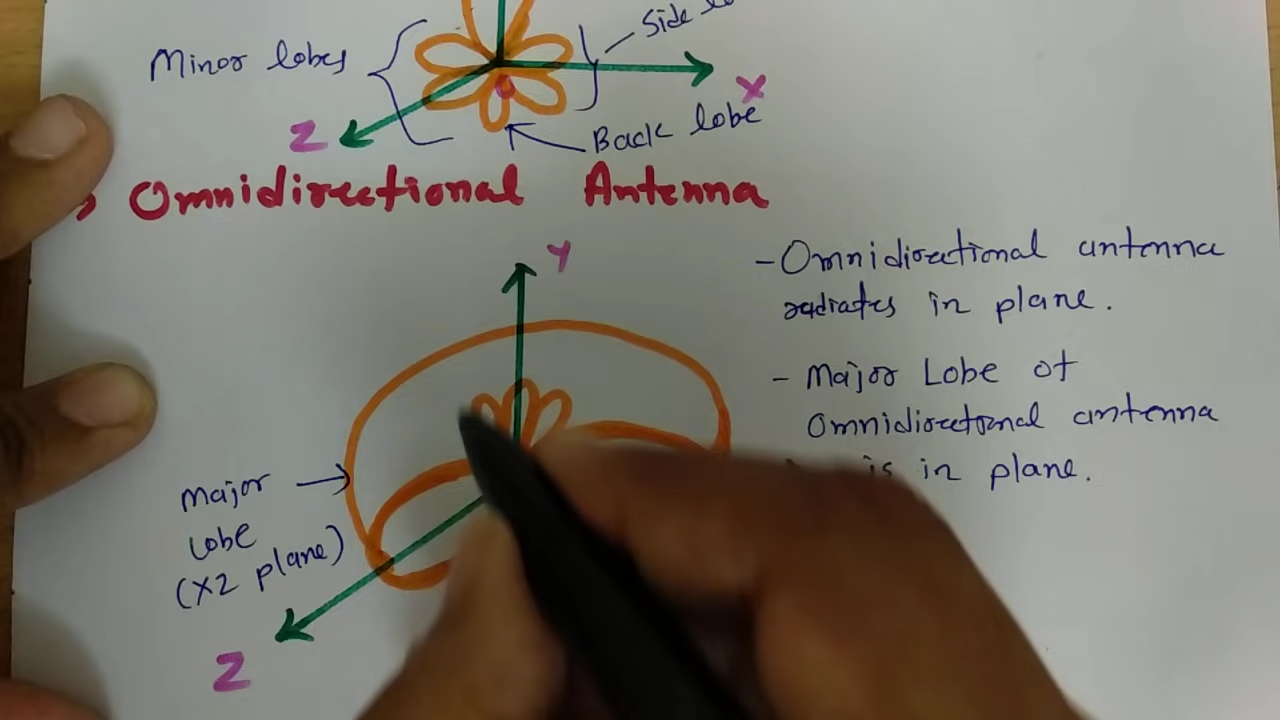 Side
Minor lobes
X
Back lobe
Z
Omnidirectional Antenna
Y
- Omnidirectional antenna
radiates in plane.
- Major Lobe of
Omnidirectional antenna
is in plane.
Major
Lobe
(XZ plane)
Z